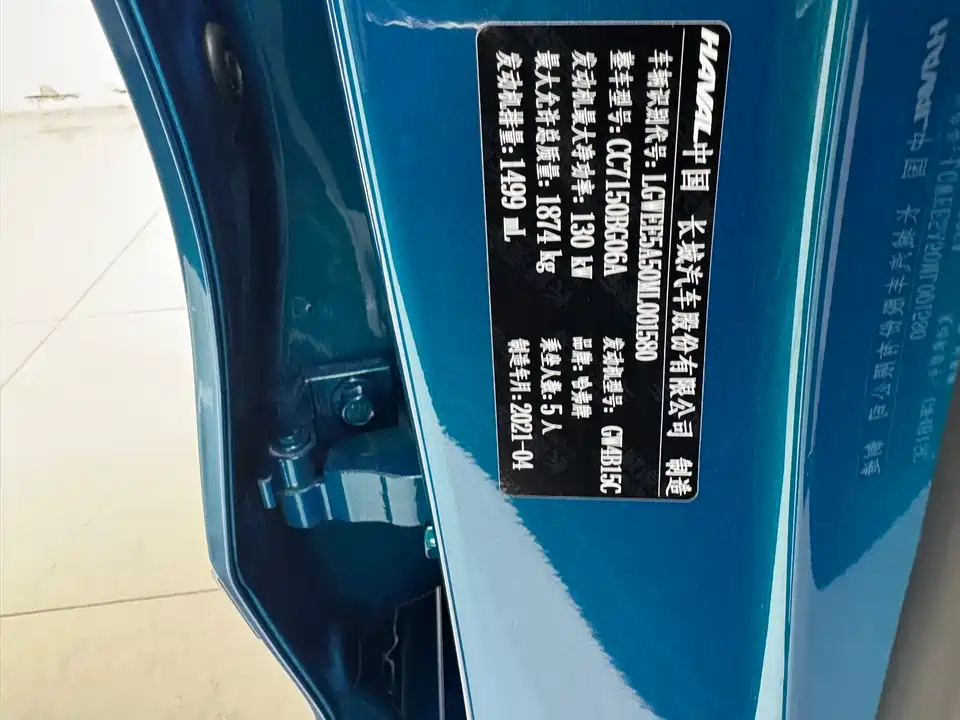 HAVAL 中国 长城汽车股份有限公司 制造
车辆识别代号: LGWEE5A50ML001580
整车型号: CC7150BG06A 发动机型号: GW4B15C
发动机最大净功率: 130 kW 品牌: 哈弗牌
最大允许总质量: 1874 kg 乘坐人数: 5 人
发动机排量: 1499 mL 制造年月: 2021-04